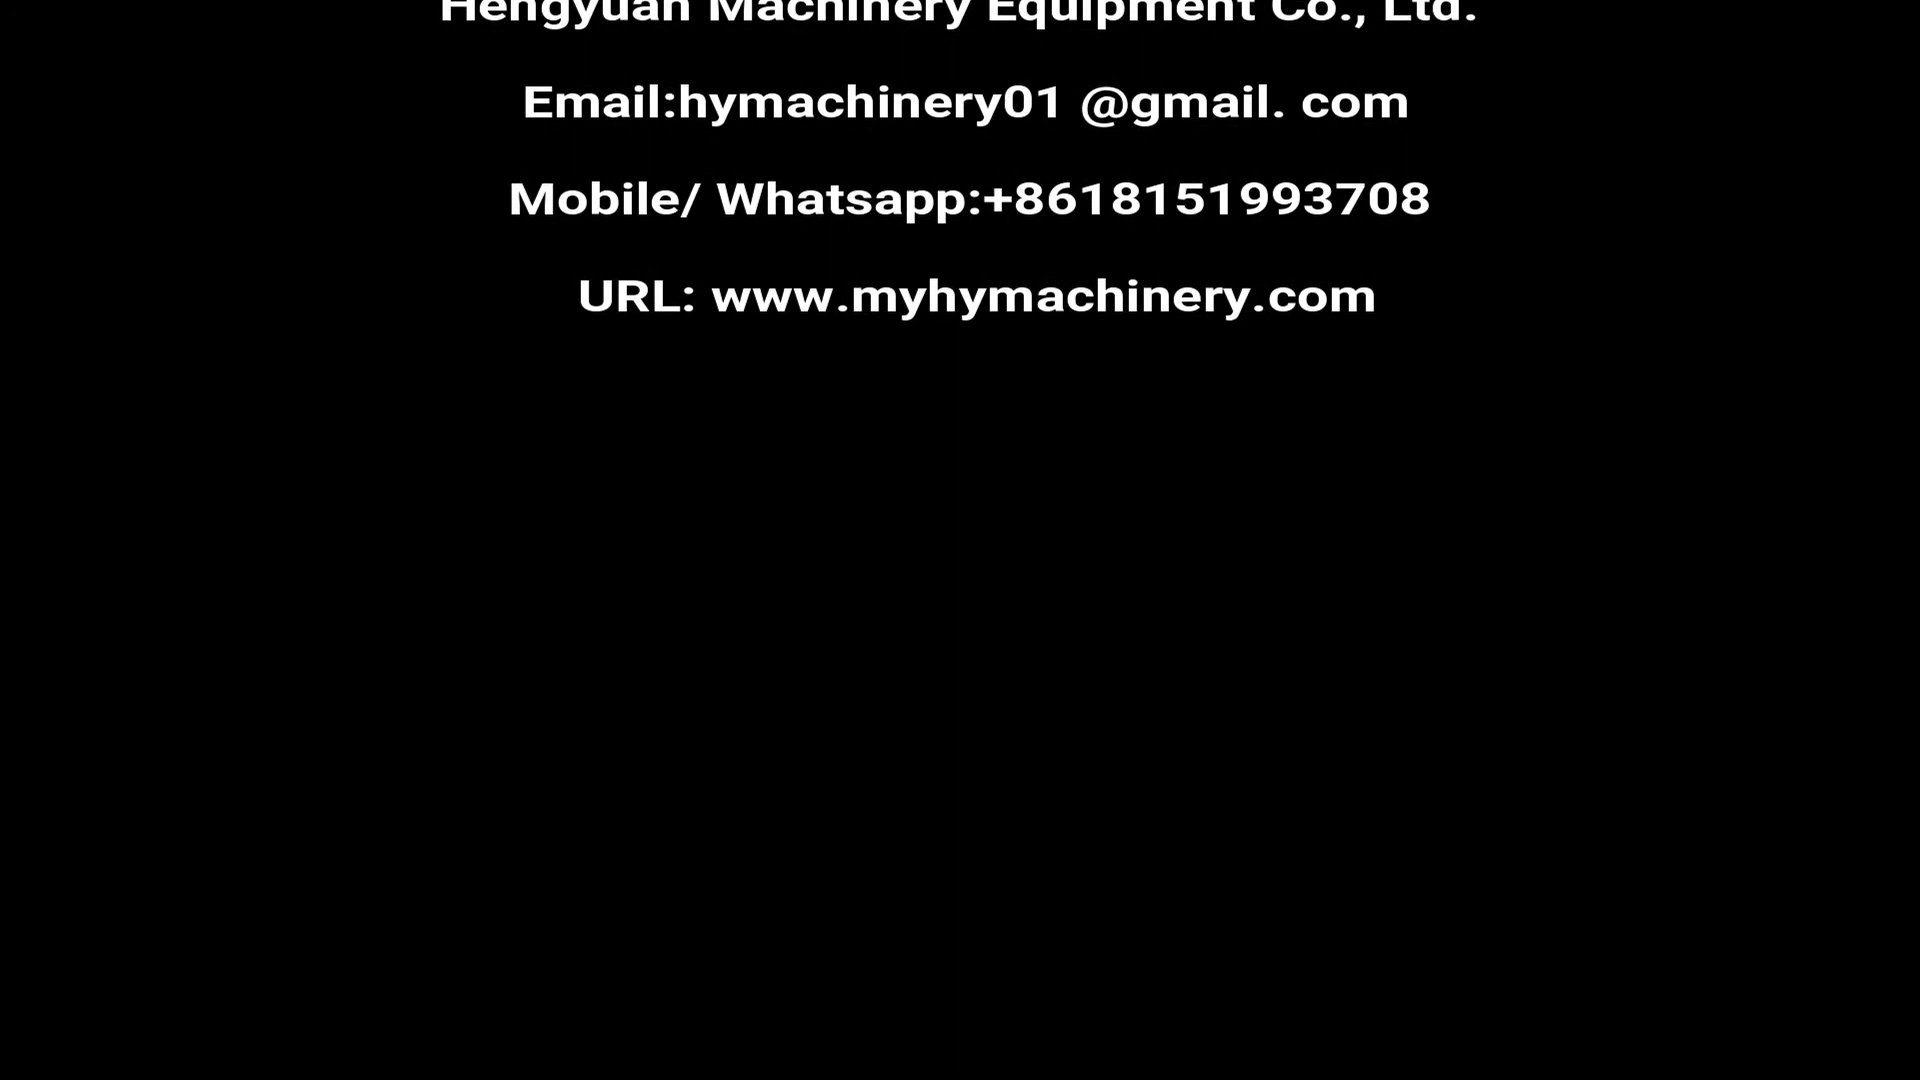 Hengyuan Machinery Equipment Co., Ltd.
Email:hymachinery01 @gmail. com
Mobile/ Whatsapp:+8618151993708
URL: www.myhymachinery.com